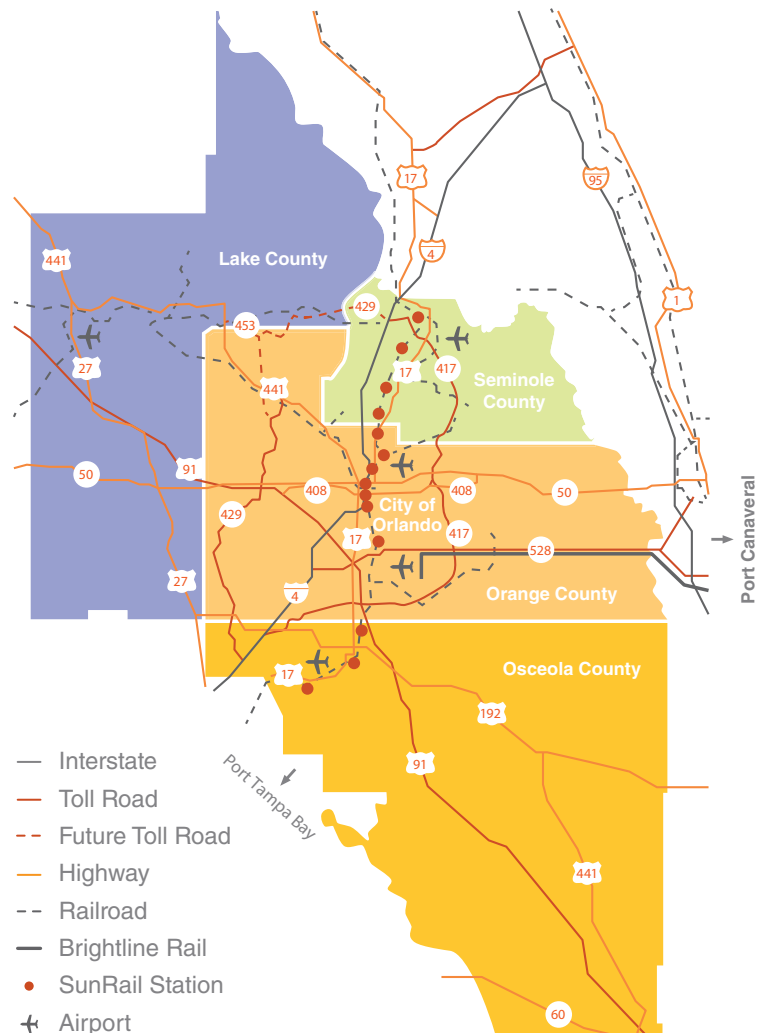 17
95
441
Lake County
4
429
1
453
27
17
417
Seminole
County
441
91
50
408
408
50
City of
Orlando
429
17
417
528
Port Canaveral
27
4
Orange County
17
Osceola County
192
91
Port Tampa Bay
441
60
Interstate
Toll Road
Future Toll Road
Highway
Railroad
Brightline Rail
SunRail Station
Airport